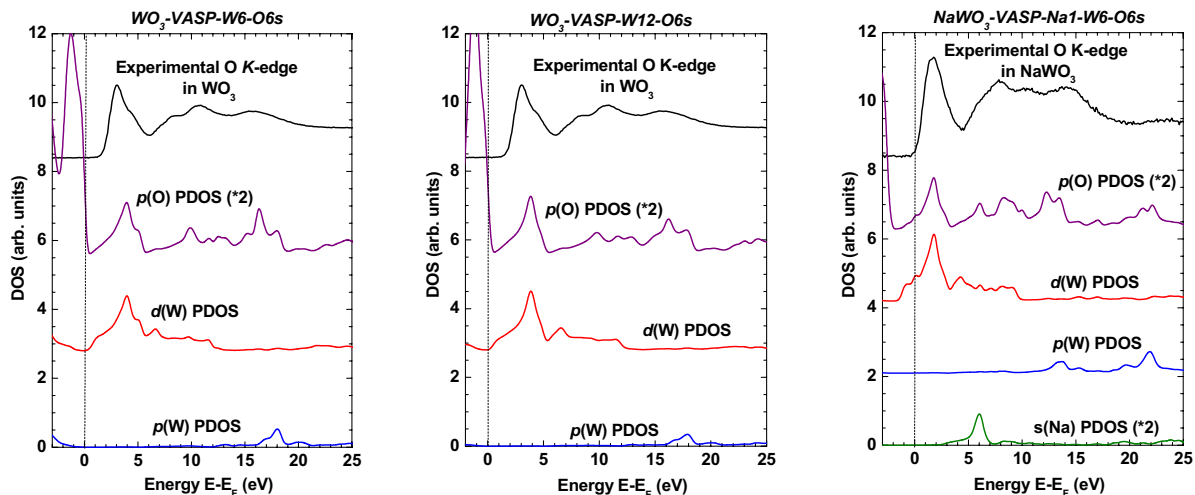 WO3-VASP-W6-O6s
12
10
8
6
4
2
0
DOS (arb. units)
Experimental O K-edge
in WO3
p(O) PDOS (*2)
d(W) PDOS
p(W) PDOS
0 5 10 15 20 25
Energy E-EF (eV)
WO3-VASP-W12-O6s
12
10
8
6
4
2
0
DOS (arb. units)
Experimental O K-edge
in WO3
p(O) PDOS (*2)
d(W) PDOS
p(W) PDOS
0 5 10 15 20 25
Energy E-EF (eV)
NaWO3-VASP-Na1-W6-O6s
12
10
8
6
4
2
0
DOS (arb. units)
Experimental O K-edge
in NaWO3
p(O) PDOS (*2)
d(W) PDOS
p(W) PDOS
s(Na) PDOS (*2)
0 5 10 15 20 25
Energy E-EF (eV)